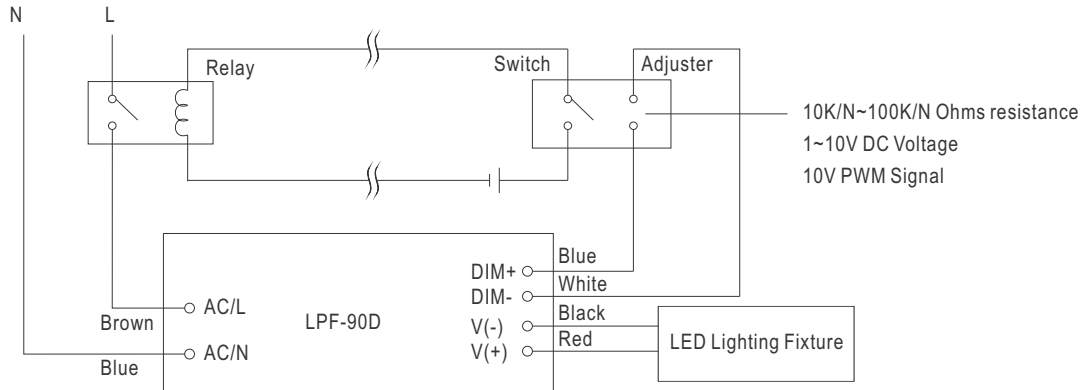 N
L
Relay
Switch
Adjuster
10K/N~100K/N Ohms resistance
1~10V DC Voltage
10V PWM Signal
Blue
DIM+
White
DIM-
Black
V(-)
Red
V(+)
AC/L
Brown
LPF-90D
AC/N
Blue
LED Lighting Fixture